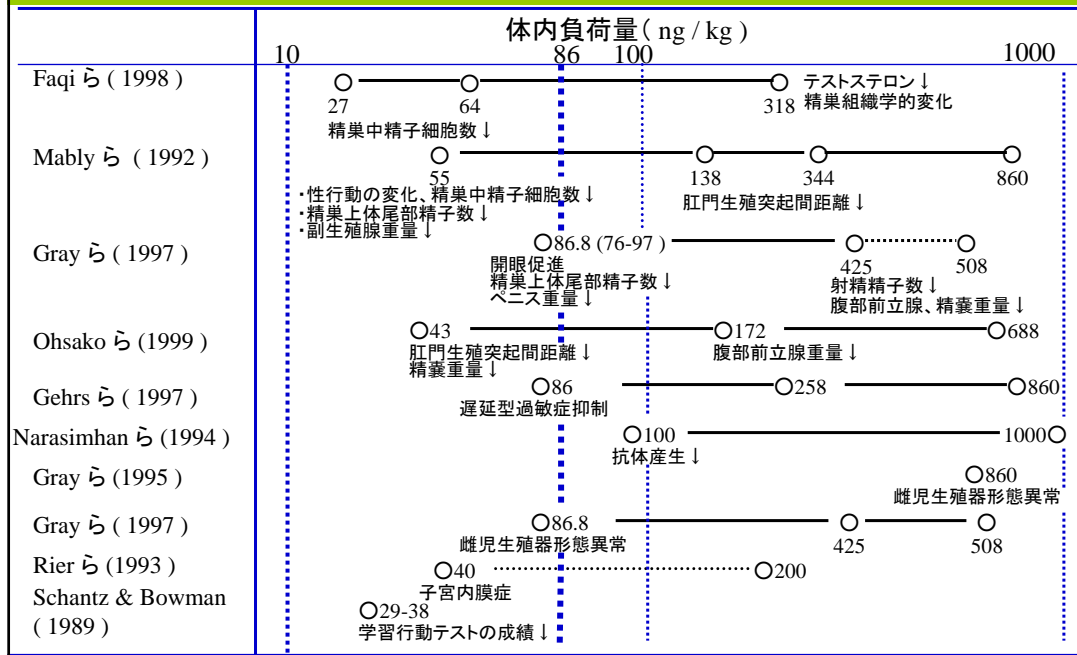 体内負荷量( ng / kg )
10 86 100 1000
Faqi ら ( 1998 )
27 64 318
テストステロン↓
精巣組織学的変化
精巣中精子細胞数↓
Mably ら ( 1992 )
55 138 344 860
・性行動の変化、精巣中精子細胞数↓
・精巣上体尾部精子数↓
・副生殖腺重量↓
肛門生殖突起間距離↓
Gray ら ( 1997 )
86.8 (76-97 ) 425 508
開眼促進
精巣上体尾部精子数↓
ペニス重量↓
射精精子数↓
腹部前立腺、精嚢重量↓
Ohsako ら (1999 )
43 172 688
肛門生殖突起間距離↓
精嚢重量↓
腹部前立腺重量↓
Gehrs ら ( 1997 )
86 258 860
遅延型過敏症抑制
Narasimhan ら (1994 )
100 1000
抗体産生↓
Gray ら (1995 )
860
雌児生殖器形態異常
Gray ら ( 1997 )
86.8 425 508
雌児生殖器形態異常
Rier ら (1993 )
40 200
子宮内膜症
Schantz & Bowman
( 1989 )
29-38
学習行動テストの成績↓